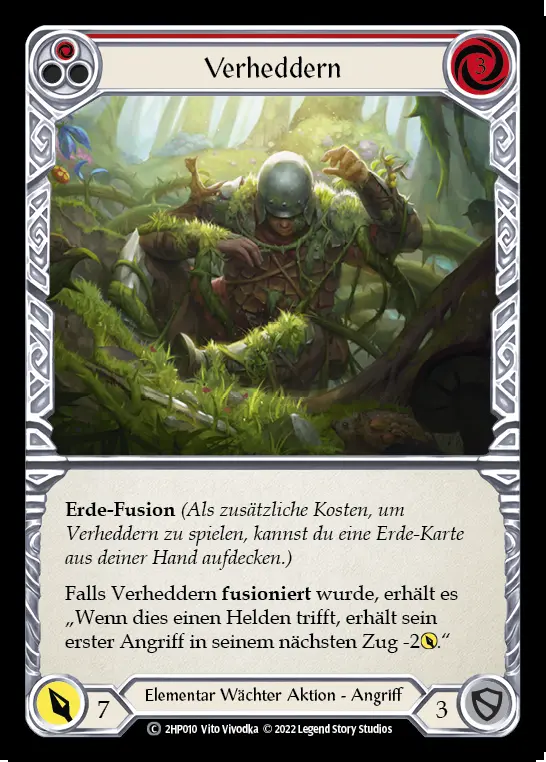 3
Verheddern
Erde-Fusion (Als zusätzliche Kosten, um
Verheddern zu spielen, kannst du eine Erde-Karte
aus deiner Hand aufdecken.)
Falls Verheddern fusioniert wurde, erhält es
„Wenn dies einen Helden trifft, erhält sein
erster Angriff in seinem nächsten Zug -2.“
7
Elementar Wächter Aktion - Angriff
3
C 2HP010 Vito Vivodka © 2022 Legend Story Studios